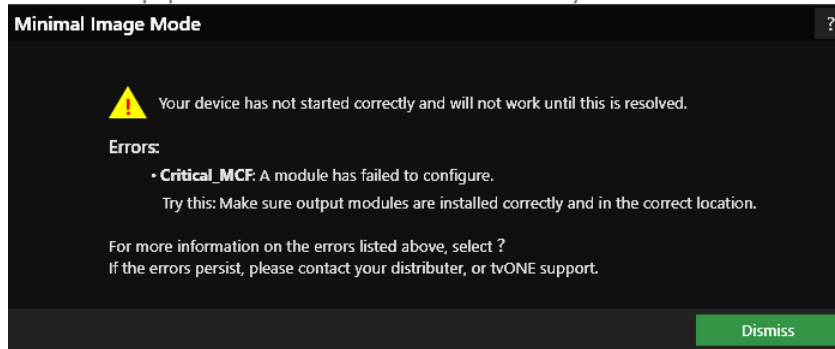 Minimal Image Mode
?
Your device has not started correctly and will not work until this is resolved.
Errors:
• Critical_MCF: A module has failed to configure.
Try this: Make sure output modules are installed correctly and in the correct location.
For more information on the errors listed above, select ?
If the errors persist, please contact your distributer, or tvONE support.
Dismiss